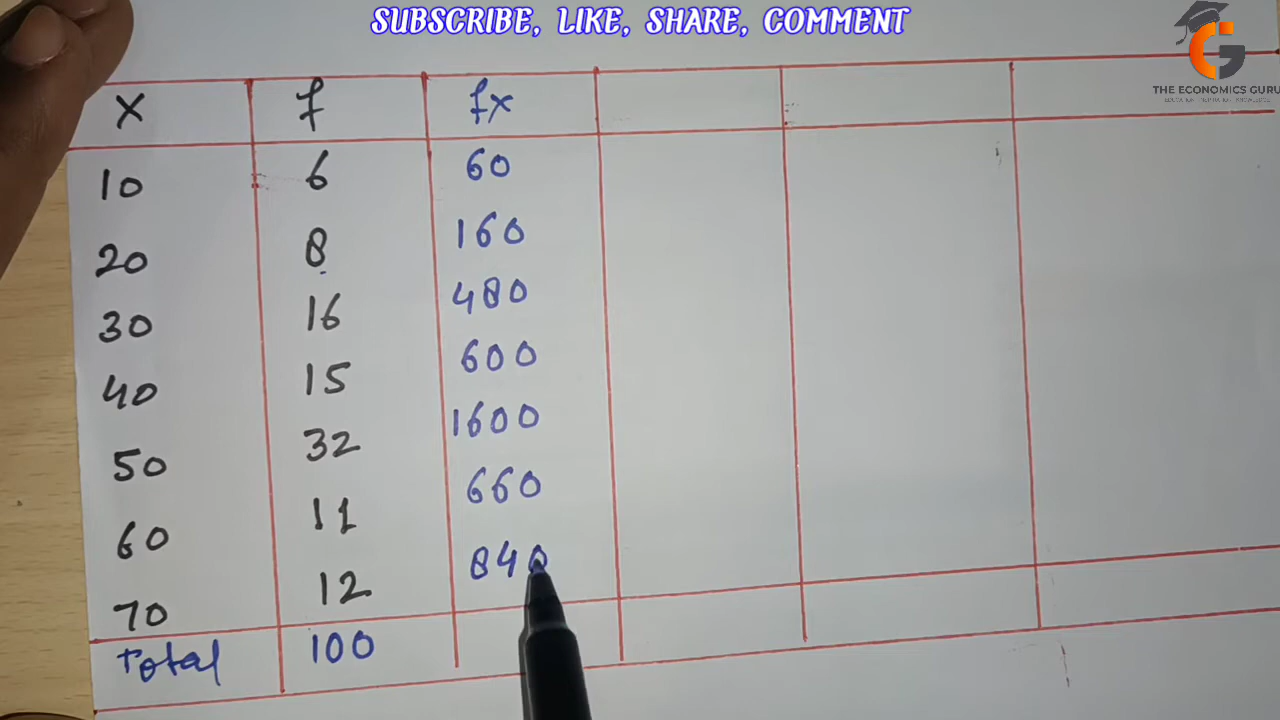 SUBSCRIBE, LIKE, SHARE, COMMENT
THE ECONOMICS GURU
X f fx
10 6 60
20 8 160
30 16 480
40 15 600
50 32 1600
60 11 660
70 12 840
Total 100